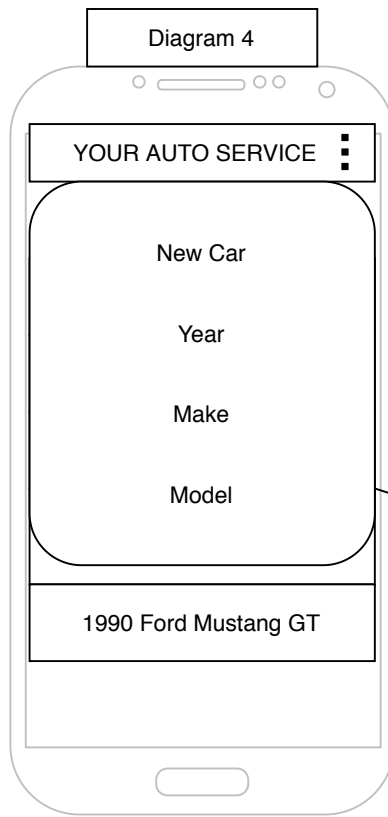 Diagram 4
YOUR AUTO SERVICE
New Car
Year
Make
Model
1990 Ford Mustang GT